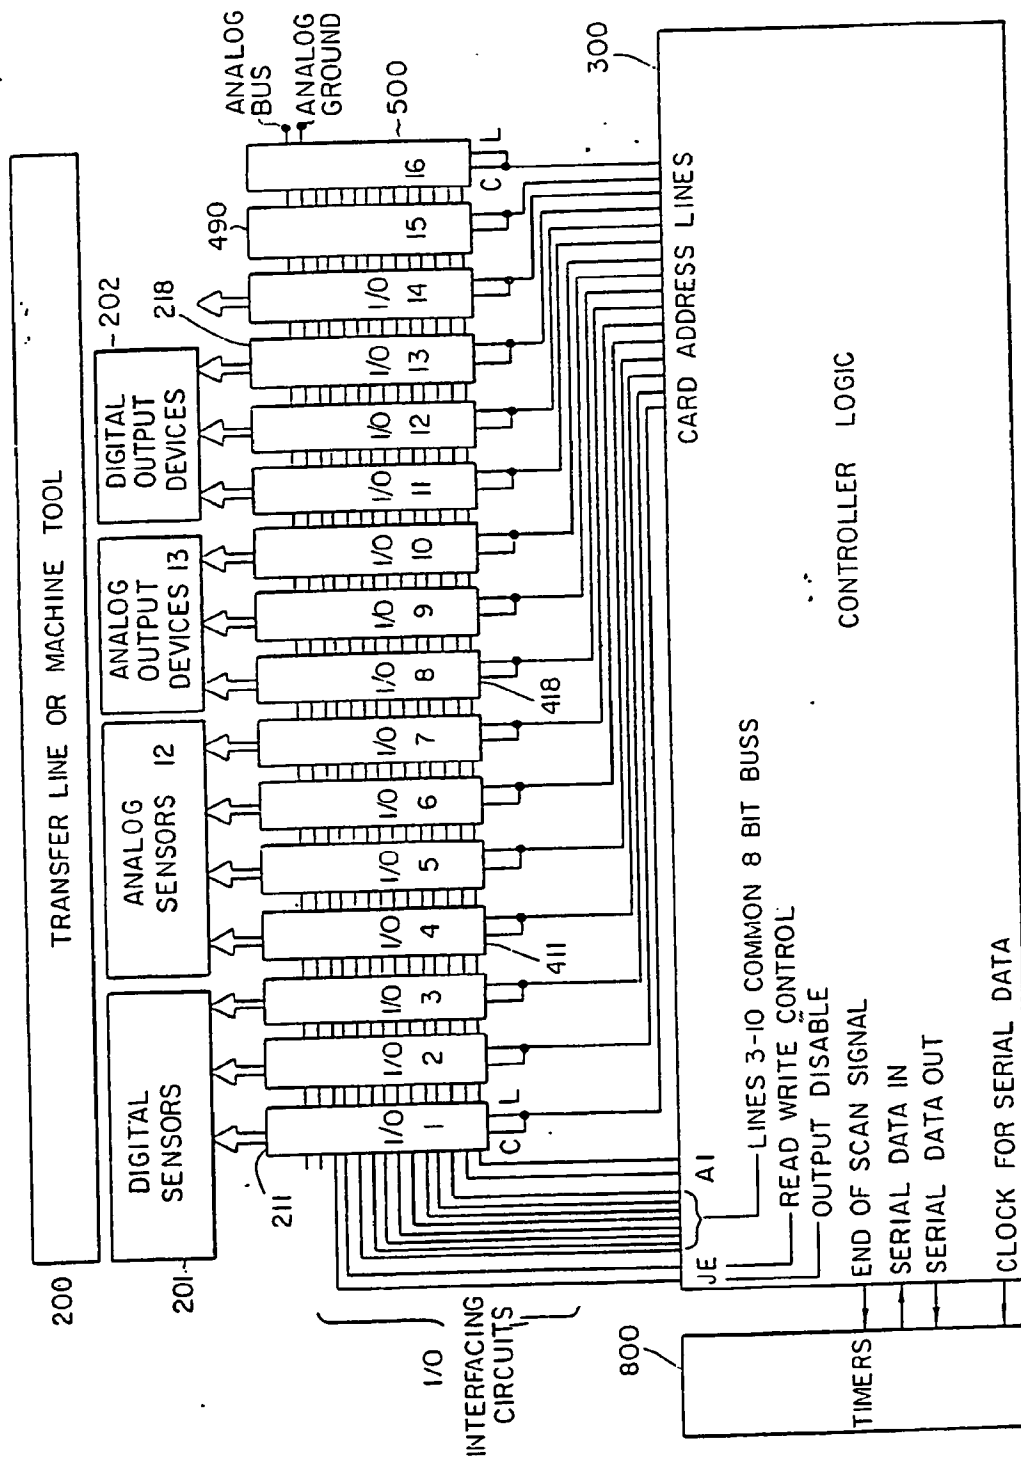 TRANSFER LINE OR MACHINE TOOL
200
DIGITAL
SENSORS
201
ANALOG
SENSORS 12
ANALOG
OUTPUT
DEVICES 13
DIGITAL
OUTPUT
DEVICES
202
211
218
490
ANALOG
BUS
ANALOG
GROUND
500
I/O
1
I/O
2
I/O
3
I/O
4
I/O
5
I/O
6
I/O
7
I/O
8
I/O
9
I/O
10
I/O
11
I/O
12
I/O
13
I/O
14
15
16
C L
411
418
C L
I/O
INTERFACING
CIRCUITS
300
CARD ADDRESS LINES
JE
A1
LINES 3-10 COMMON 8 BIT BUSS
READ WRITE CONTROL
OUTPUT DISABLE
CONTROLLER LOGIC
END OF SCAN SIGNAL
SERIAL DATA IN
SERIAL DATA OUT
CLOCK FOR SERIAL DATA
800
TIMERS